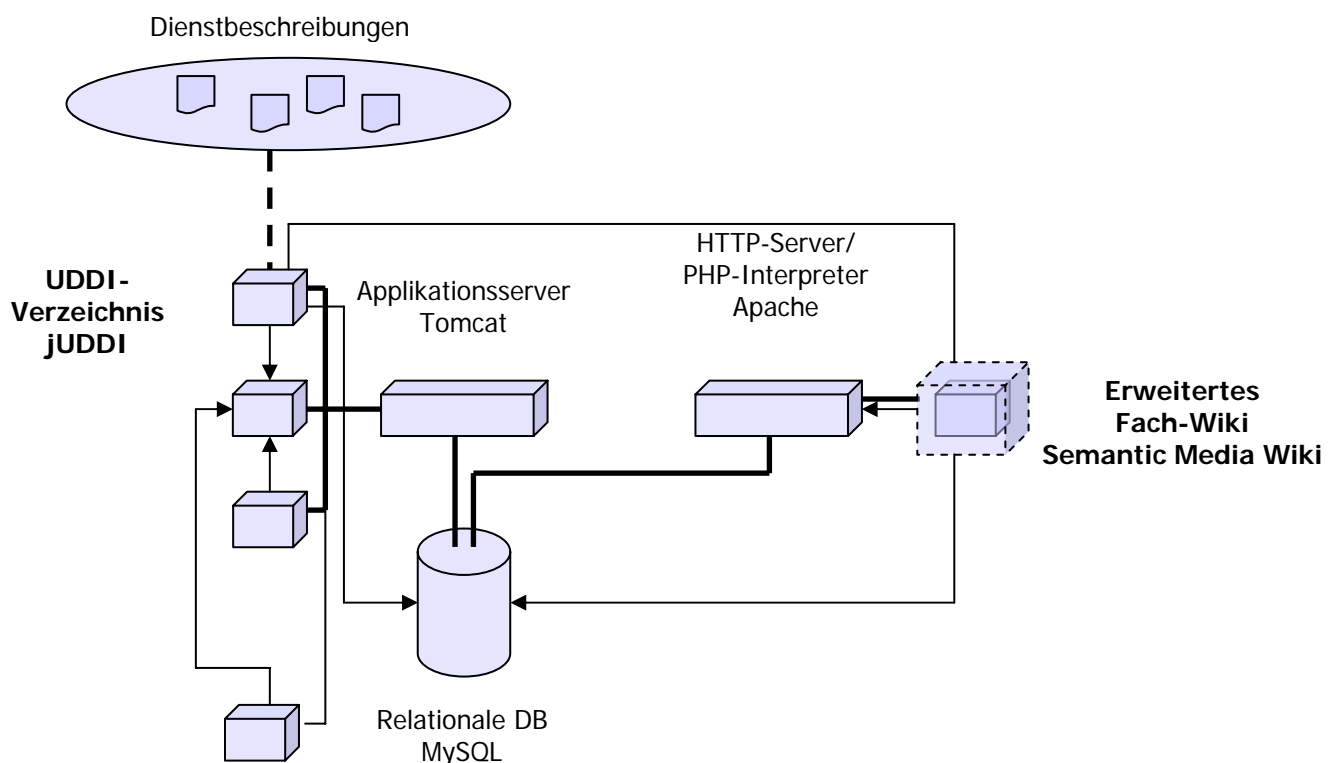 Dienstbeschreibungen
HTTP-Server/
PHP-Interpreter
Apache
UDDI-
Verzeichnis
jUDDI
Applikationsserver
Tomcat
Erweitertes
Fach-Wiki
Semantic Media Wiki
Relationale DB
MySQL